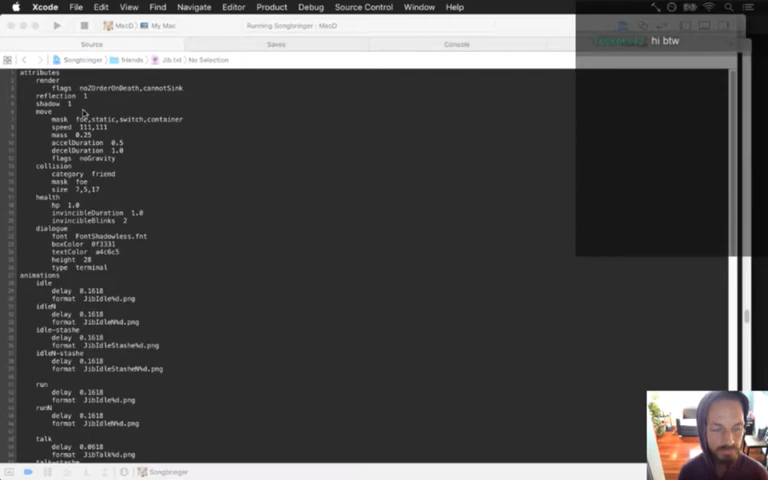 Xcode File Edit View Find Navigate Editor Product Debug Source Control Window Help
MacD My Mac Running Songbringer : MacD
Source Saves Console
Songbringer friends Jib.txt No Selection
hi btw
attributes
render
flags noZOrderOnDeath,cannotSink
reflection 1
shadow 1
move
mask foe,static,switch,container
speed 111,111
mass 0.25
accelDuration 0.5
decelDuration 1.0
flags noGravity
collision
category friend
mask foe
size 7,5,17
health
hp 1.0
invincibleDuration 1.0
invincibleBlinks 2
dialogue
font FontShadowless.fnt
boxColor 0f3331
textColor a4c6c5
height 28
type terminal
animations
idle
delay 0.1618
format JibIdle%d.png
idleN
delay 0.1618
format JibIdleN%d.png
idle-stashe
delay 0.1618
format JibIdleStashe%d.png
idleN-stashe
delay 0.1618
format JibIdleStasheN%d.png
run
delay 0.1618
format JibIdle%d.png
runN
delay 0.1618
format JibIdleN%d.png
talk
delay 0.0618
format JibTalk%d.png
talk-stashe
Songbringer